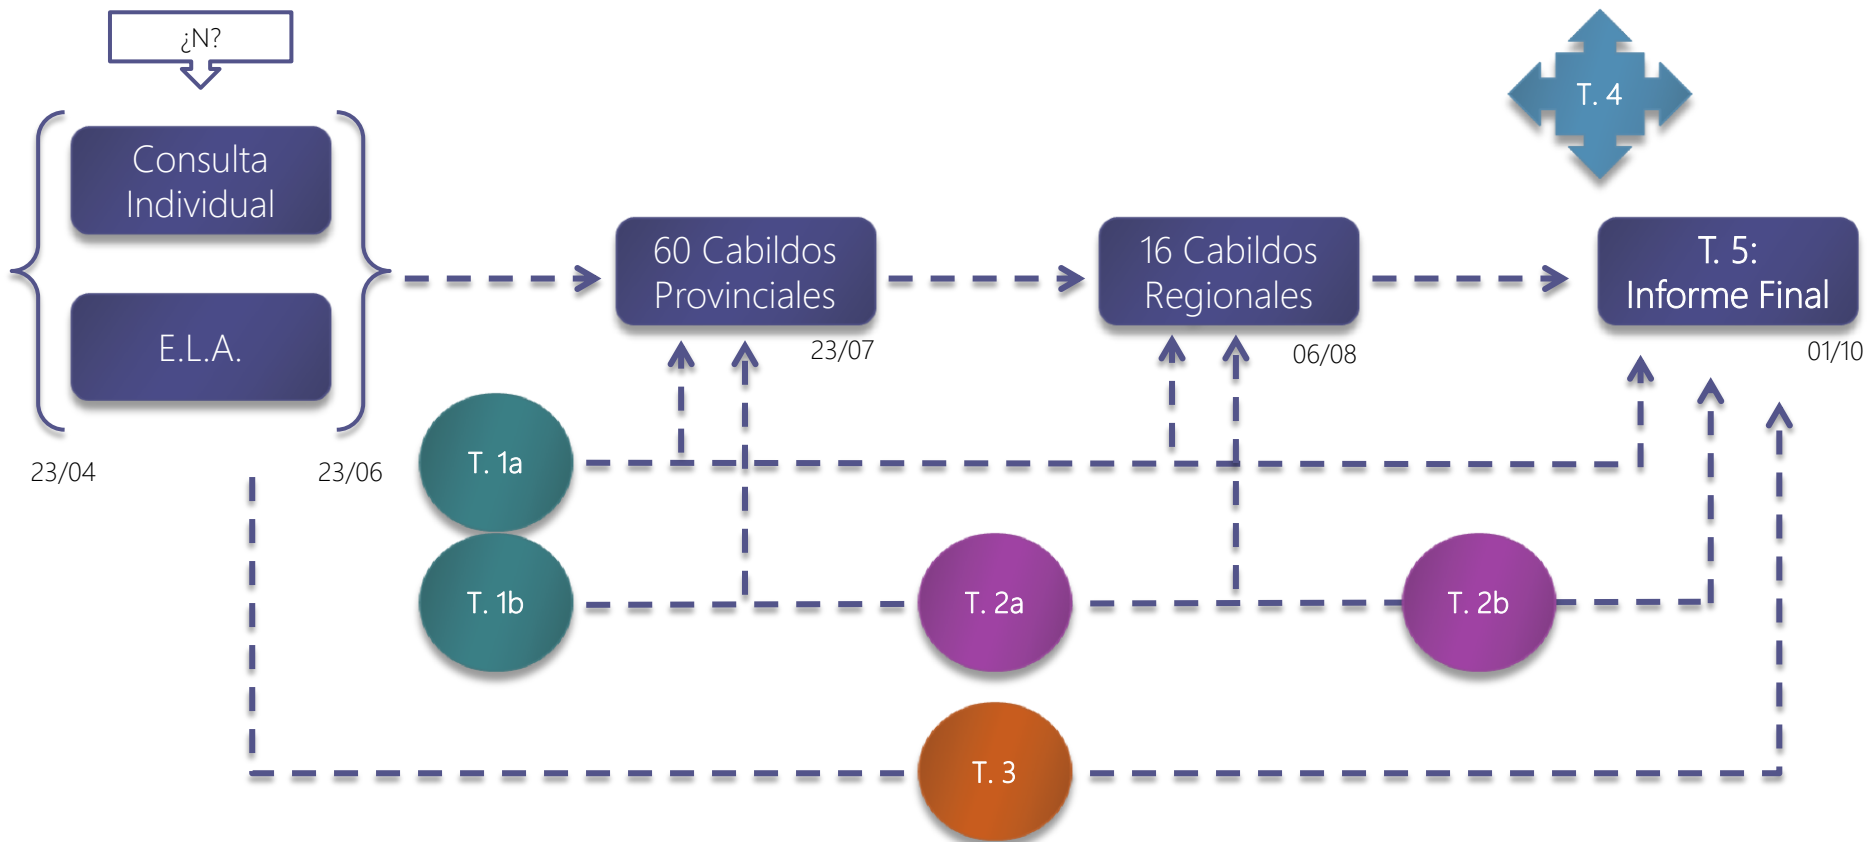 ¿N?
T. 4
Consulta
Individual
E.L.A.
60 Cabildos
Provinciales
16 Cabildos
Regionales
T. 5:
Informe Final
23/07
06/08
01/10
23/04
23/06
T. 1a
T. 1b
T. 2a
T. 2b
T. 3